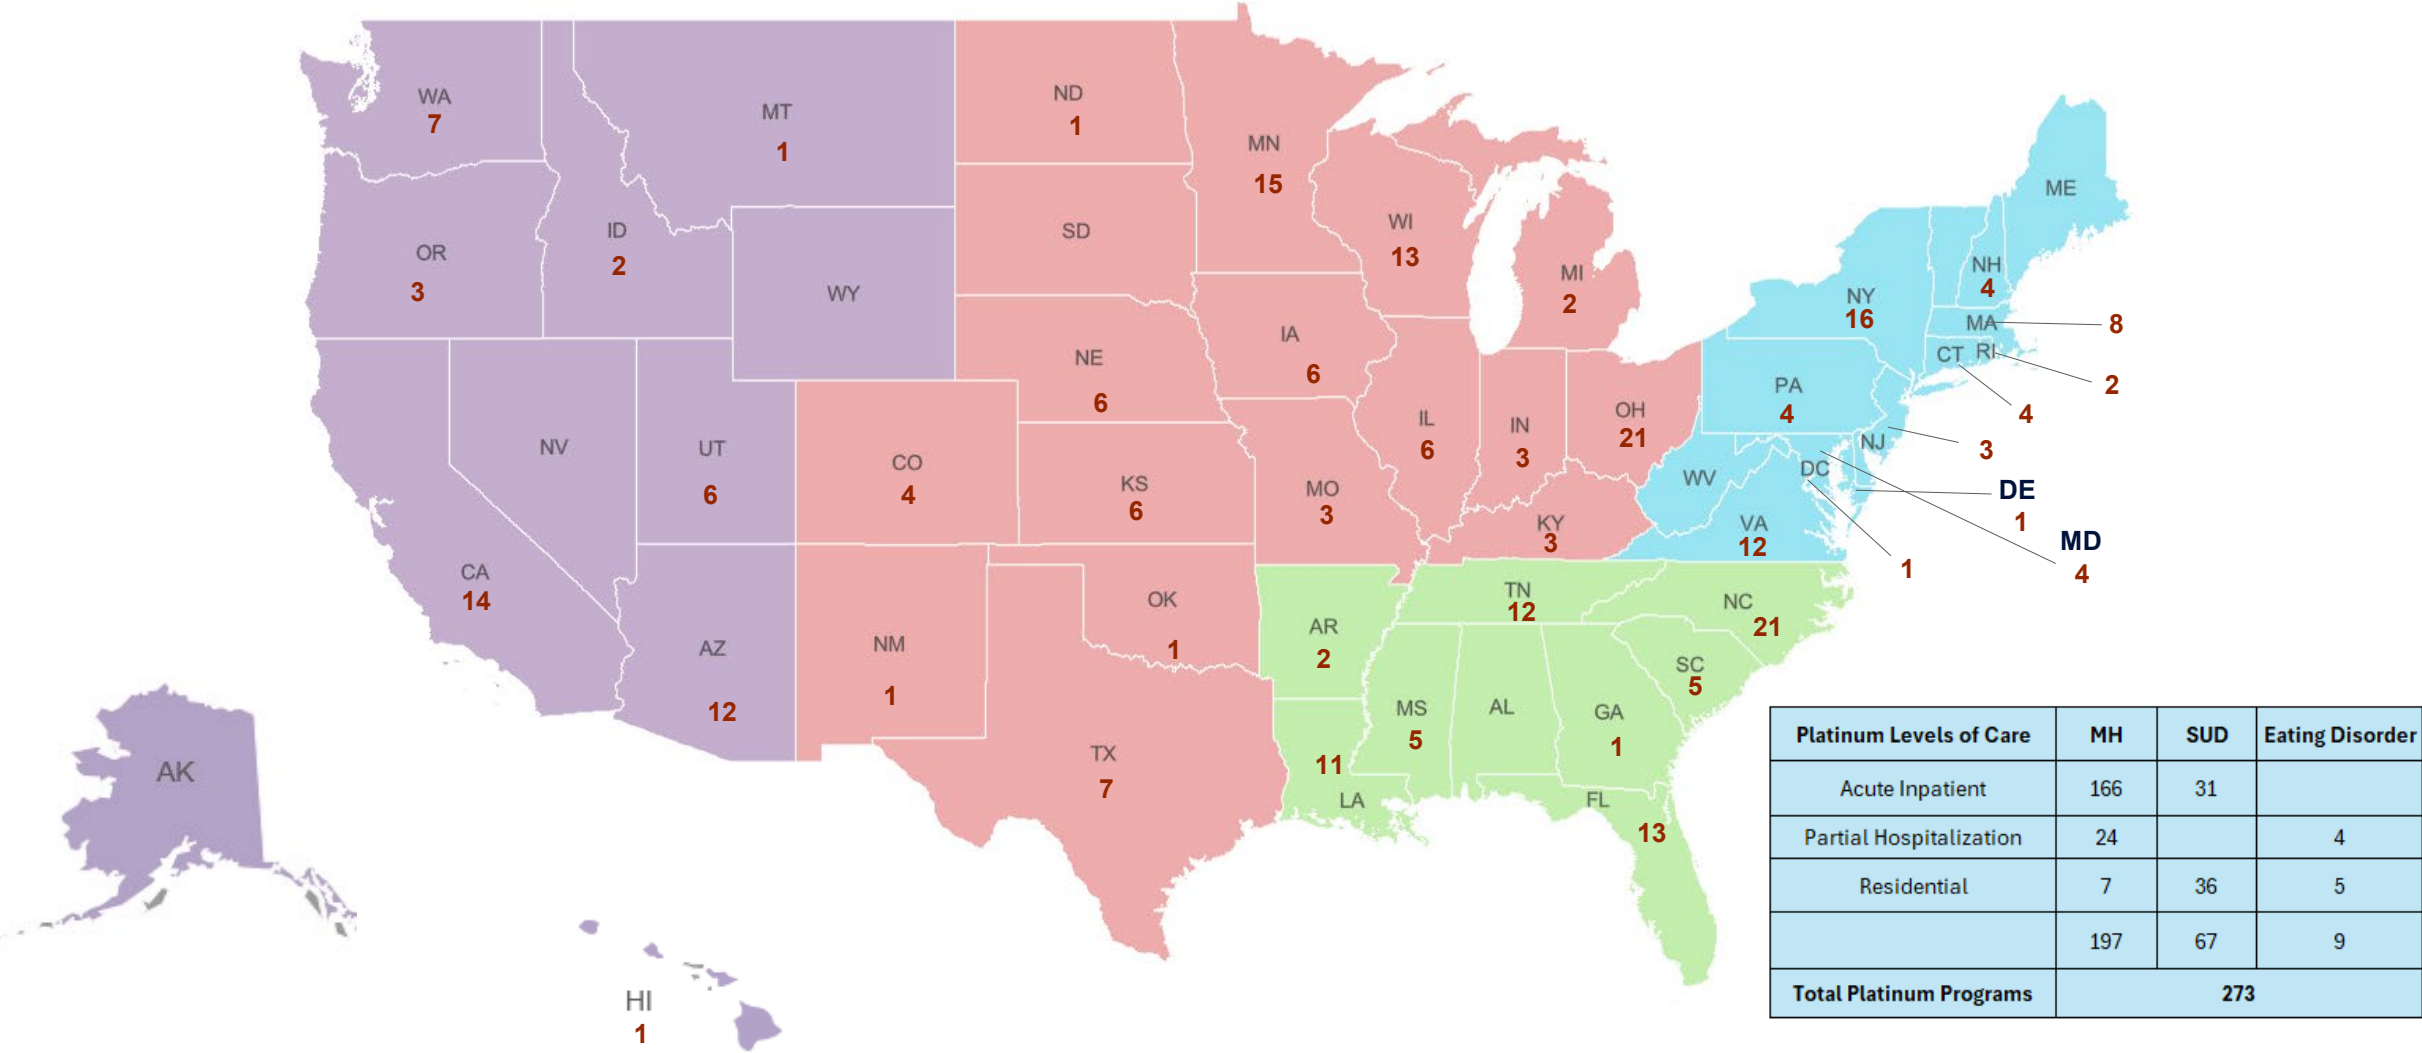 WA
7
MT
1
ND
1
MN
15
ME
OR
3
ID
2
WY
SD
WI
13
MI
2
NH
4
NY
16
MA
8
CT
4
RI
2
NE
6
IA
6
PA
4
NV
UT
6
CO
4
KS
6
MO
3
IL
6
IN
3
OH
21
NJ
3
WV
DC
1
DE
1
MD
4
VA
12
KY
3
CA
14
AZ
12
NM
1
OK
1
AR
2
TN
12
NC
21
SC
5
TX
7
LA
11
MS
5
AL
GA
1
FL
13
AK
HI
1
Platinum Levels of Care MH SUD Eating Disorder
Acute Inpatient 166 31
Partial Hospitalization 24 4
Residential 7 36 5
197 67 9
Total Platinum Programs 273